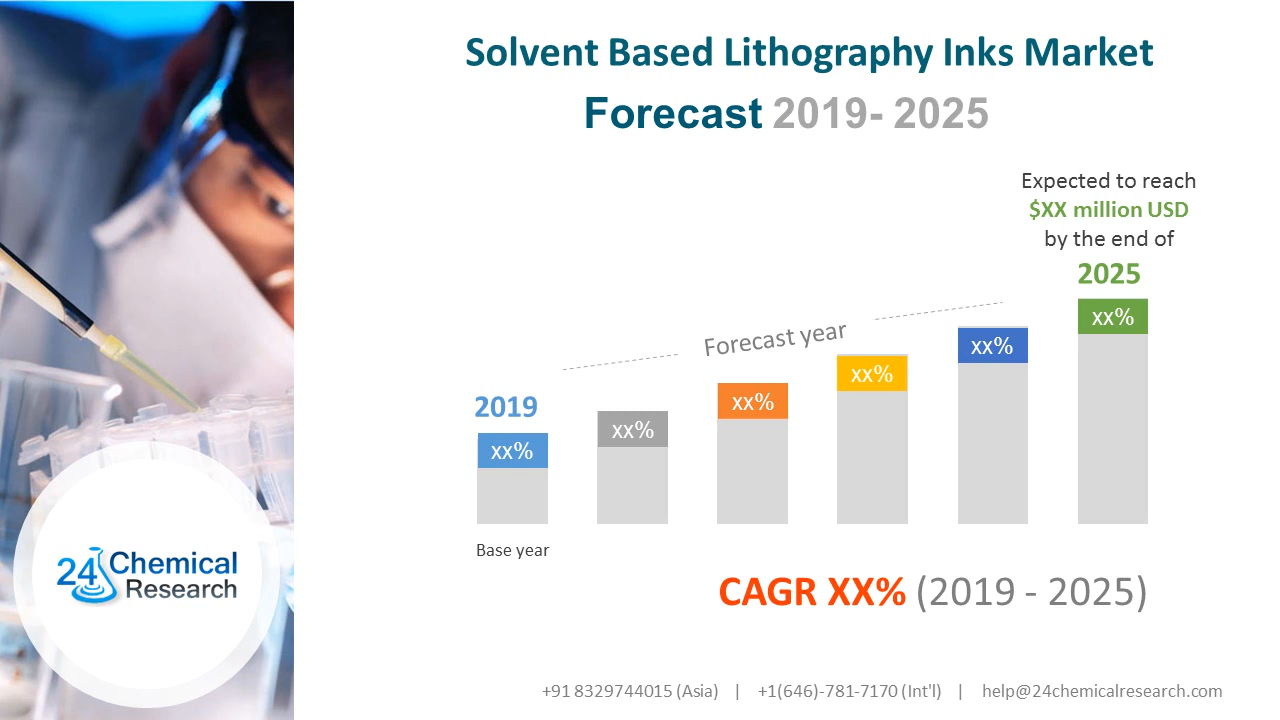 Solvent Based Lithography Inks Market
Forecast 2019- 2025
Expected to reach
$XX million USD
by the end of
2025
xx%
Forecast year
xx%
xx%
xx%
2019
xx%
xx%
Base year
24 Chemical
Research
CAGR XX% (2019 - 2025)
+91 8329744015 (Asia) | +1(646)-781-7170 (Int'l) | help@24chemicalresearch.com